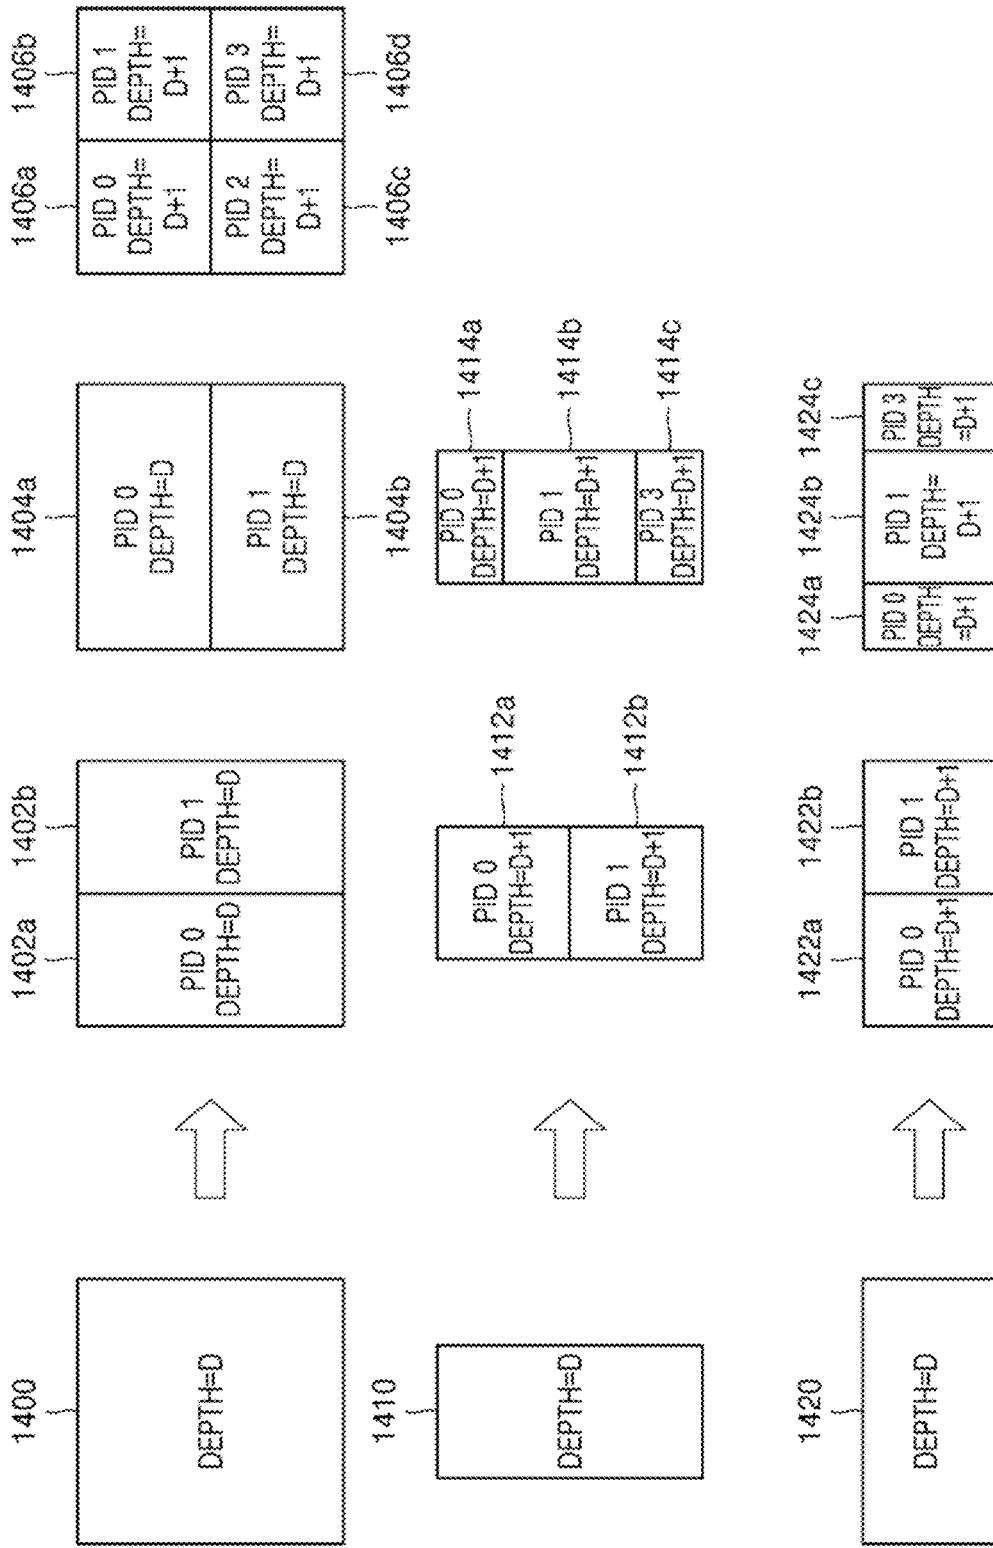 1400
1402a
1402b
1404a
1406a
1406b
DEPTH=D
PID 0
DEPTH=D
PID 1
DEPTH=D
PID 0
DEPTH=D
PID 1
DEPTH=D
PID 0
DEPTH=
D+1
PID 1
DEPTH=
D+1
PID 2
DEPTH=
D+1
PID 3
DEPTH=
D+1
1404b
1406c
1406d
1410
DEPTH=D
PID 0
DEPTH=D+1
1412a
PID 1
DEPTH=D+1
1412b
PID 0
DEPTH=D+1
1414a
PID 1
DEPTH=D+1
1414b
PID 3
DEPTH=D+1
1414c
1420
1422a
1422b
1424a
1424b
1424c
DEPTH=D
PID 0
DEPTH=D+1
PID 1
DEPTH=D+1
PID 0
DEPTH
=D+1
PID 1
DEPTH=
D+1
PID 3
DEPTH
=D+1